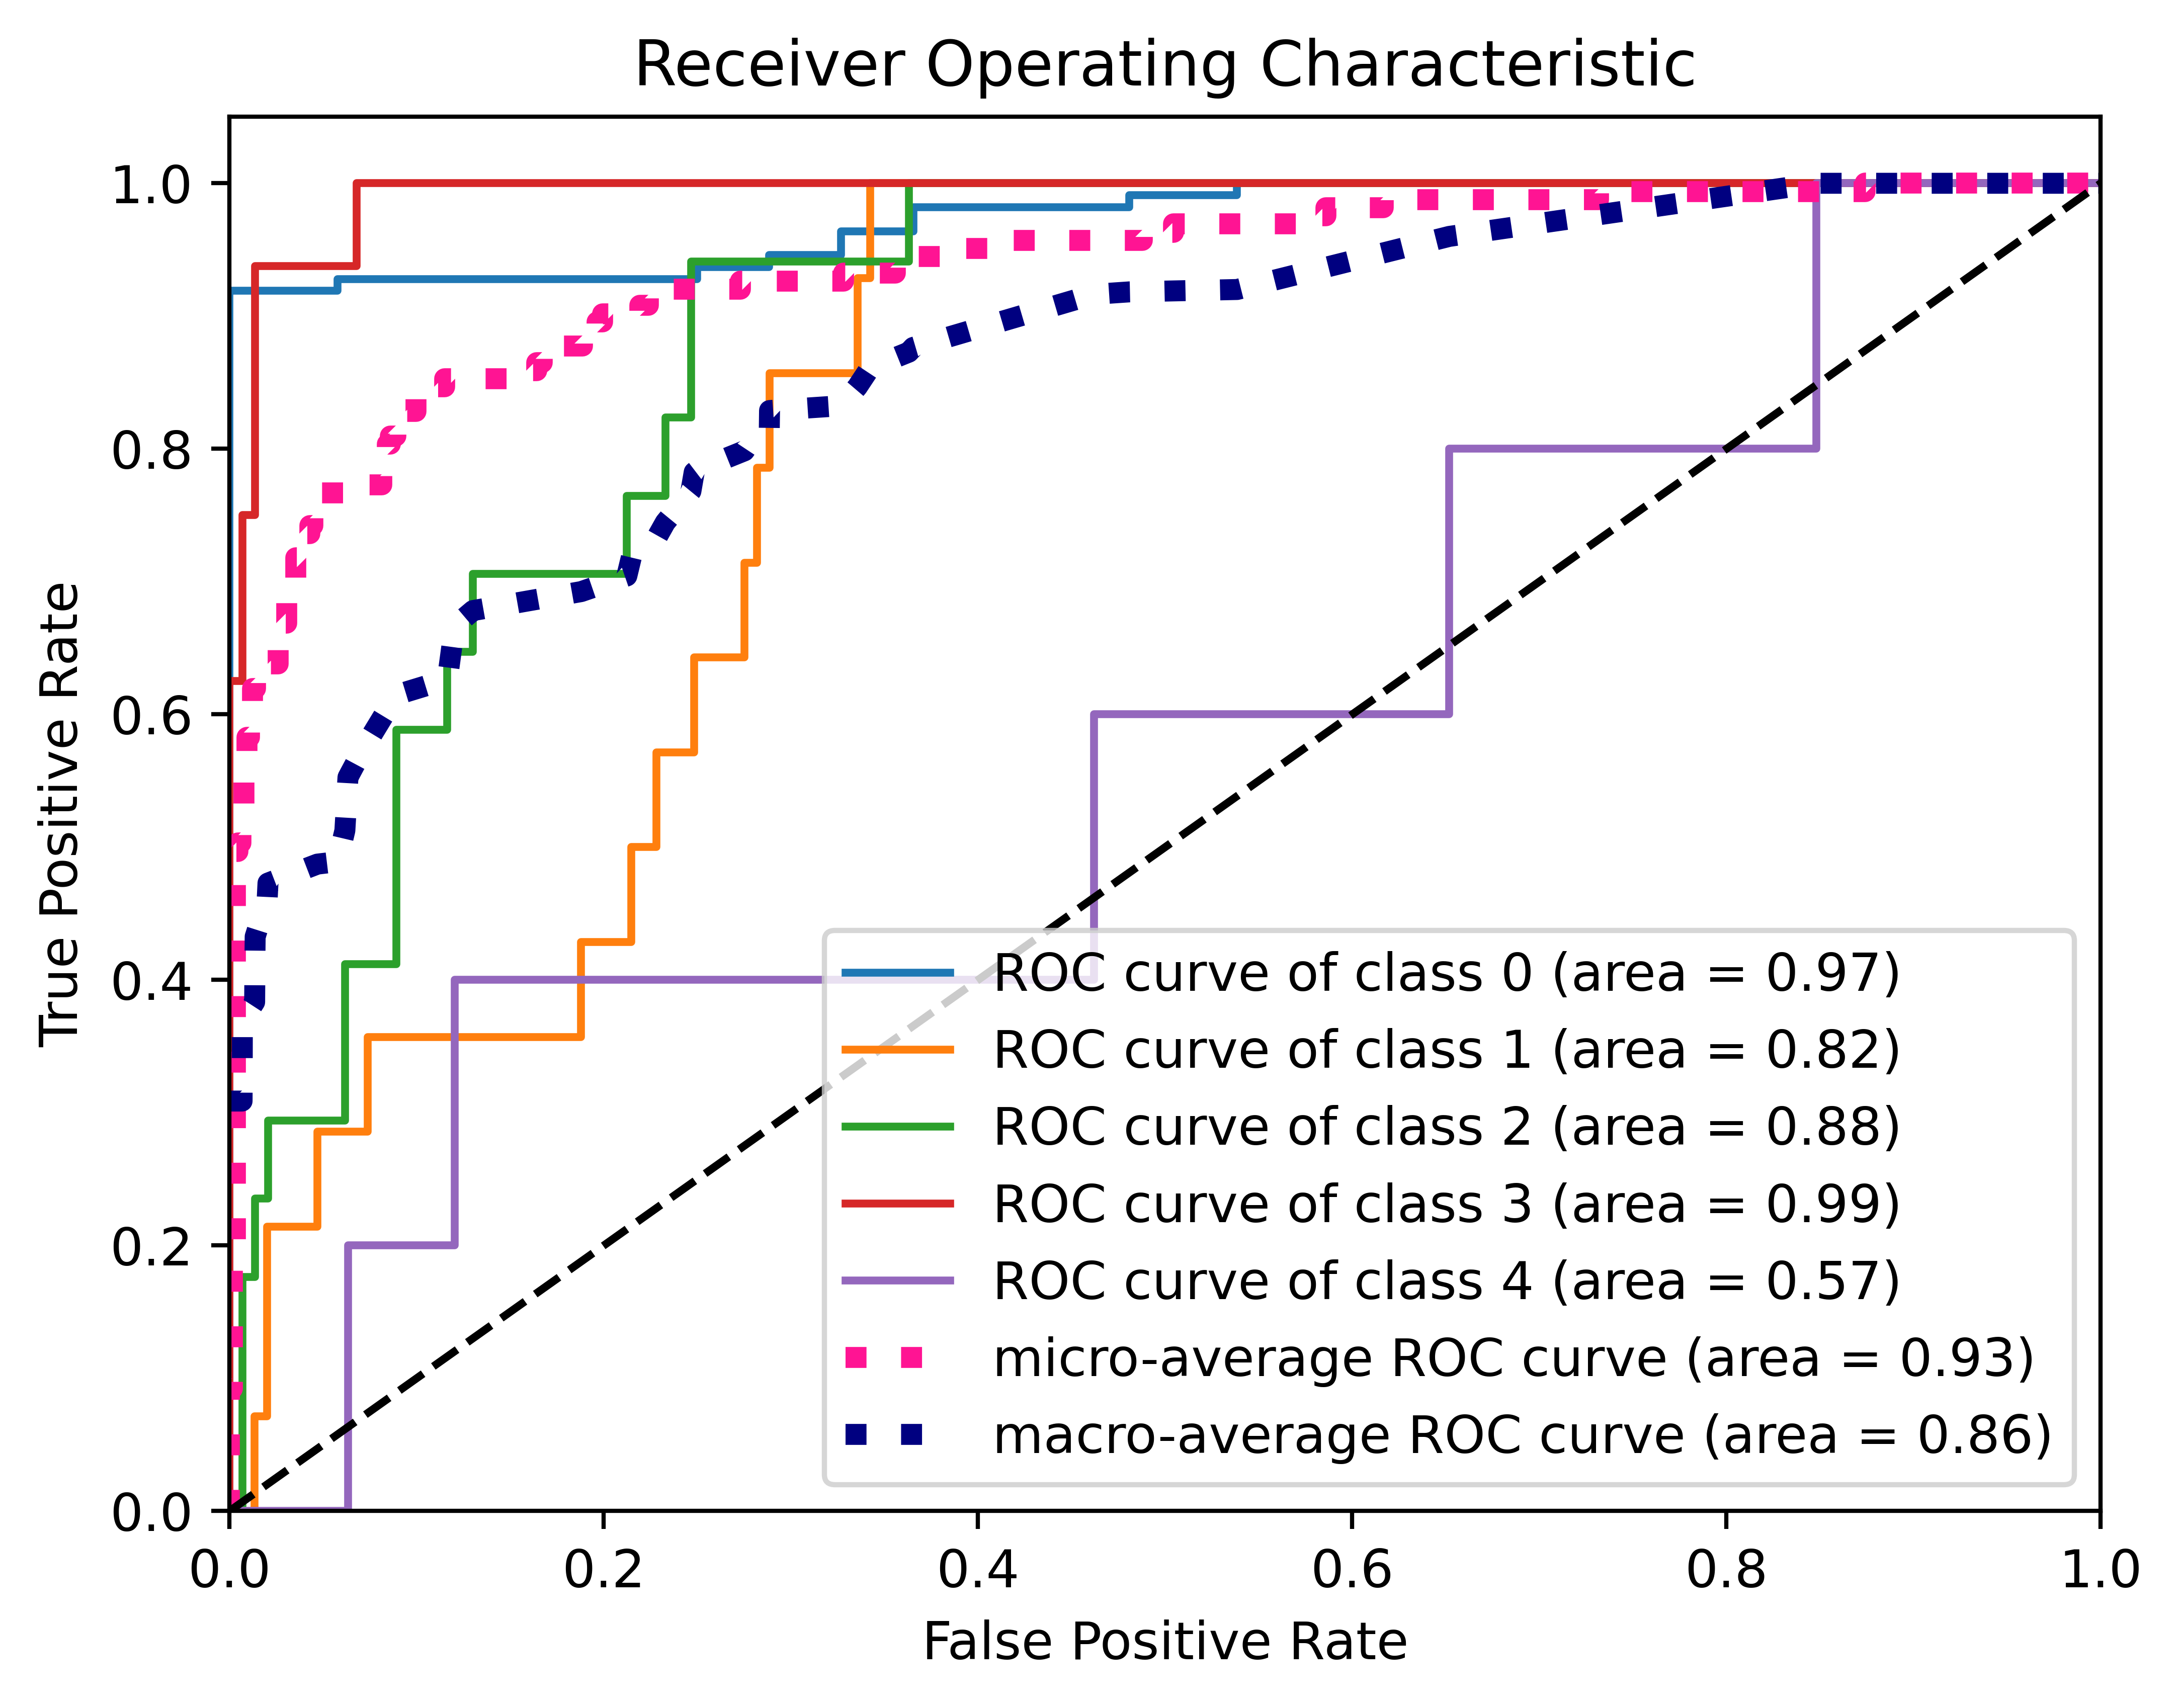 Receiver Operating Characteristic
True Positive Rate
1.0
0.8
0.6
0.4
0.2
0.0
ROC curve of class 0 (area = 0.97)
ROC curve of class 1 (area = 0.82)
ROC curve of class 2 (area = 0.88)
ROC curve of class 3 (area = 0.99)
ROC curve of class 4 (area = 0.57)
micro-average ROC curve (area = 0.93)
macro-average ROC curve (area = 0.86)
0.0 0.2 0.4 0.6 0.8 1.0
False Positive Rate